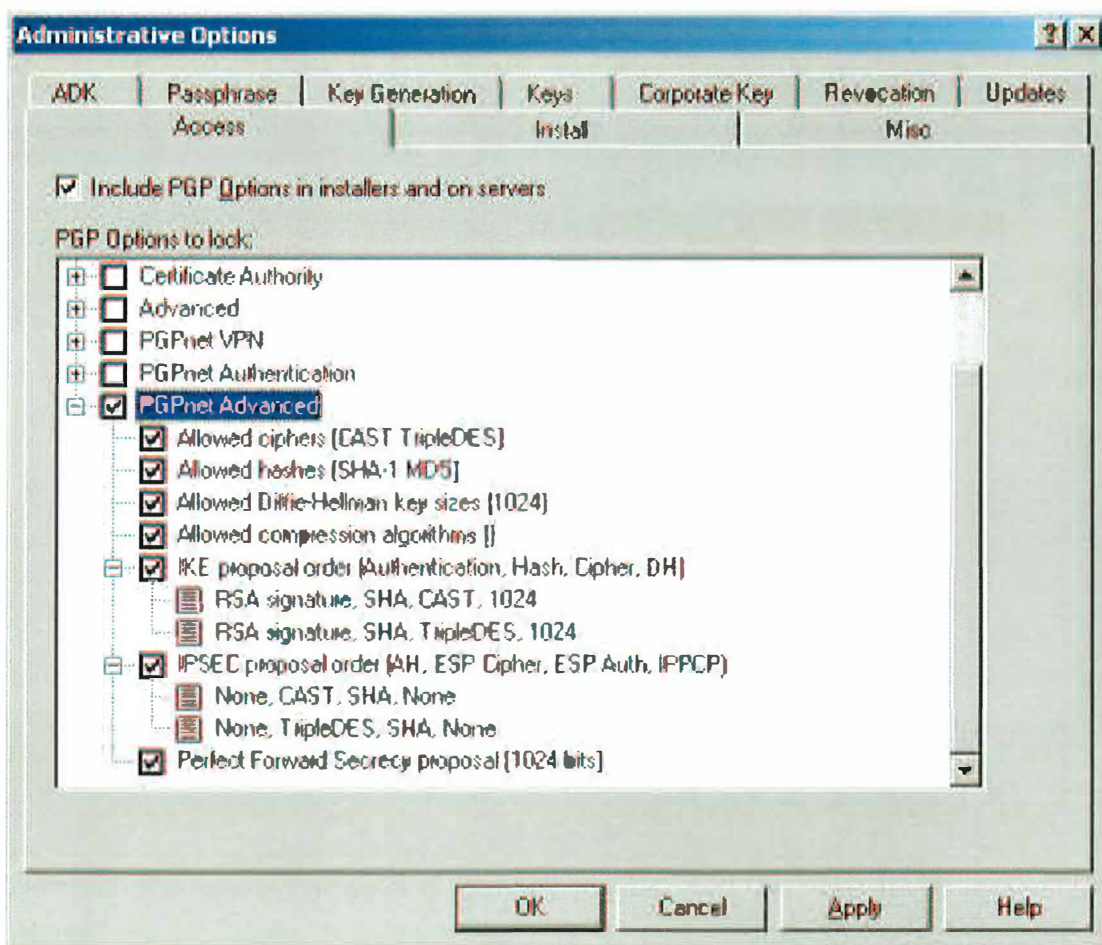 Administrative Options
ADK Passphrase Key Generation Keys Corporate Key Revocation Updates
Access Install Misc
Include PGP Options in installers and on servers
PGP Options to lock:
Certificate Authority
Advanced
PGPnet VPN
PGPnet Authentication
PGPnet Advanced
Allowed ciphers [CAST TripleDES]
Allowed hashes [SHA-1 MD5]
Allowed Diffie-Hellman key sizes [1024]
Allowed compression algorithms []
IKE proposal order (Authentication, Hash, Cipher, DH)
RSA signature, SHA, CAST, 1024
RSA signature, SHA, TripleDES, 1024
IPSEC proposal order (AH, ESP Cipher, ESP Auth, IPPCP)
None, CAST, SHA, None
None, TripleDES, SHA, None
Perfect Forward Secrecy proposal [1024 bits]
OK Cancel Apply Help